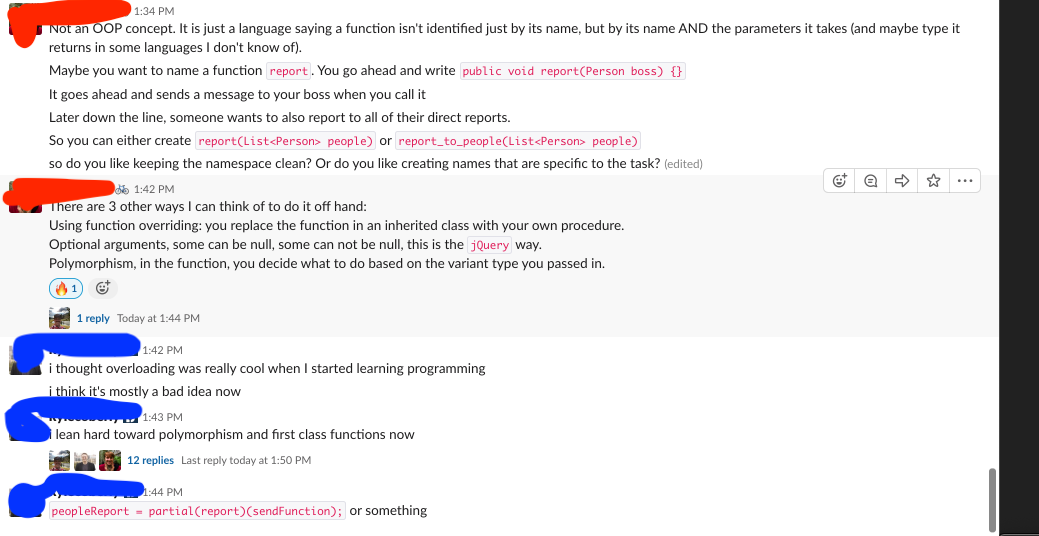 1:34 PM
Not an OOP concept. It is just a language saying a function isn't identified just by its name, but by its name AND the parameters it takes (and maybe type it
returns in some languages I don't know of).
Maybe you want to name a function report. You go ahead and write public void report(Person boss) {}
It goes ahead and sends a message to your boss when you call it
Later down the line, someone wants to also report to all of their direct reports.
So you can either create report(List<Person> people) or report_to_people(List<Person> people)
so do you like keeping the namespace clean? Or do you like creating names that are specific to the task? (edited)
1:42 PM
There are 3 other ways I can think of to do it off hand:
Using function overriding: you replace the function in an inherited class with your own procedure.
Optional arguments, some can be null, some can not be null, this is the jQuery way.
Polymorphism, in the function, you decide what to do based on the variant type you passed in.
1
1 reply Today at 1:44 PM
1:42 PM
i thought overloading was really cool when I started learning programming
i think it's mostly a bad idea now
1:43 PM
i lean hard toward polymorphism and first class functions now
12 replies Last reply today at 1:50 PM
1:44 PM
peopleReport = partial(report)(sendFunction); or something